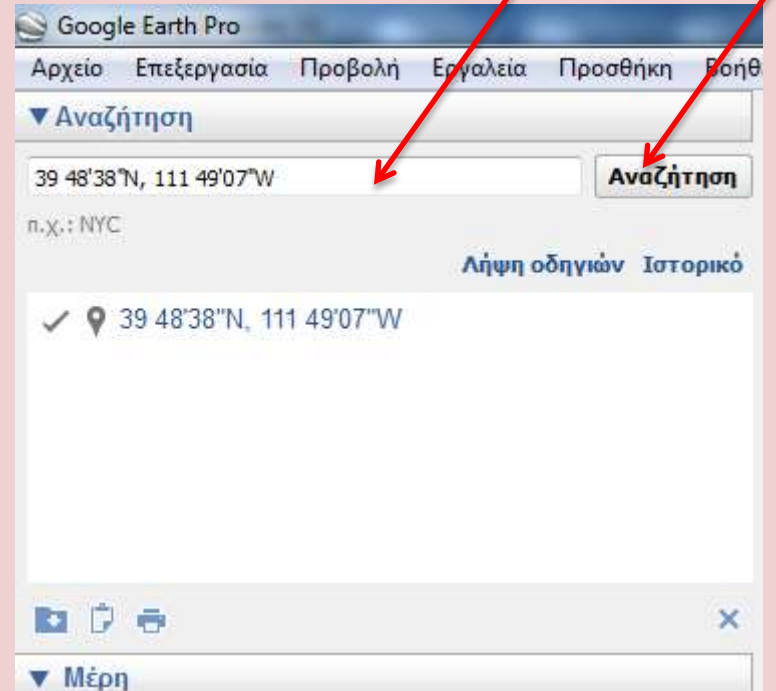 Google Earth Pro
Αρχείο Επεξεργασία Προβολή Εργαλεία Προσθήκη Βοήθ
▼Αναζήτηση
39 48'38"N, 111 49'07"W Αναζήτηση
π.χ.: NYC
Λήψη οδηγιών Ιστορικό
39 48'38"N, 111 49'07"W
▼ Μέρη